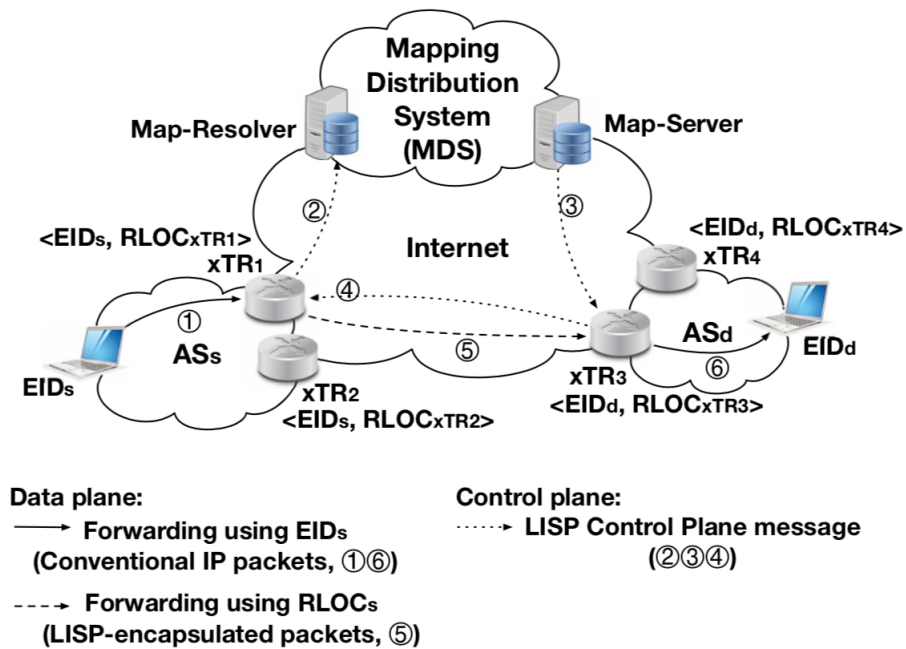 Mapping
Distribution
System
(MDS)
Map-Resolver
Map-Server
②
③
<EIDs, RLOCxTR1>
xTR1
Internet
<EIDd, RLOCxTR4>
xTR4
④
①
ASs
EIDs
⑤
ASd
⑥
EIDd
xTR2
<EIDs, RLOCxTR2>
xTR3
<EIDd, RLOCxTR3>
Data plane:
Forwarding using EIDs
(Conventional IP packets, ①⑥)
Forwarding using RLOCs
(LISP-encapsulated packets, ⑤)
Control plane:
LISP Control Plane message
(②③④)